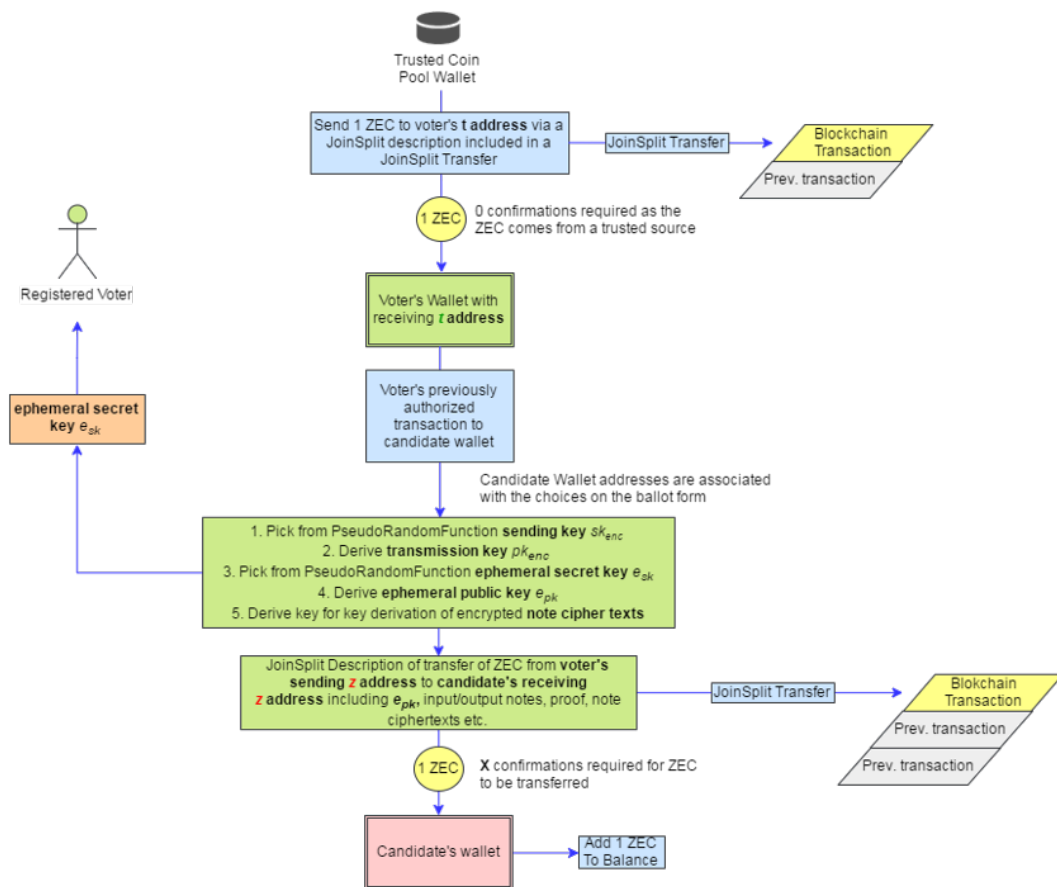 Trusted Coin
Pool Wallet
Send 1 ZEC to voter's t address via a
JoinSplit description included in a
JoinSplit Transfer
JoinSplit Transfer
Blockchain
Transaction
Prev. transaction
1 ZEC
0 confirmations required as the
ZEC comes from a trusted source
Registered Voter
Voter's Wallet with
receiving t address
Voter's previously
authorized
transaction to
candidate wallet
ephemeral secret
key esk
Candidate Wallet addresses are associated
with the choices on the ballot form
1. Pick from PseudoRandomFunction sending key skenc
2. Derive transmission key pkenc
3. Pick from PseudoRandomFunction ephemeral secret key esk
4. Derive ephemeral public key epk
5. Derive key for key derivation of encrypted note cipher texts
JoinSplit Description of transfer of ZEC from voter's
sending z address to candidate's receiving
z address including epk, input/output notes, proof, note
ciphertexts etc.
JoinSplit Transfer
Blokchain
Transaction
Prev. transaction
Prev. transaction
1 ZEC
X confirmations required for ZEC
to be transferred
Candidate's wallet
Add 1 ZEC
To Balance